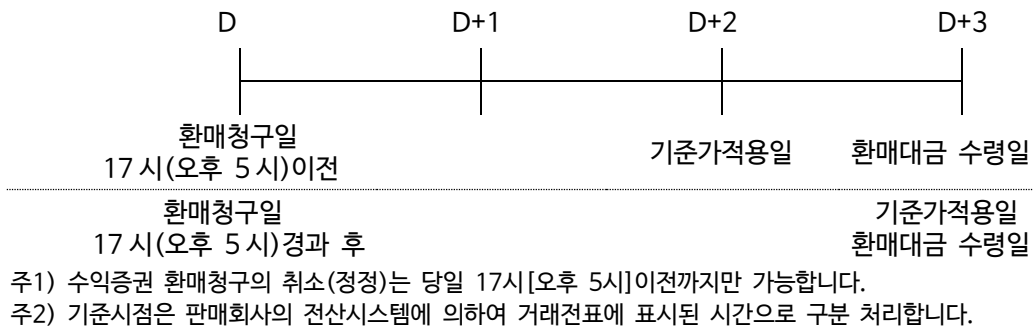 D D+1 D+2 D+3
환매청구일
17 시(오후 5 시)이전 기준가적용일 환매대금 수령일
환매청구일 기준가적용일
17 시(오후 5 시)경과 후 환매대금 수령일
주1) 수익증권 환매청구의 취소(정정)는 당일 17시[오후 5시]이전까지만 가능합니다.
주2) 기준시점은 판매회사의 전산시스템에 의하여 거래전표에 표시된 시간으로 구분 처리합니다.